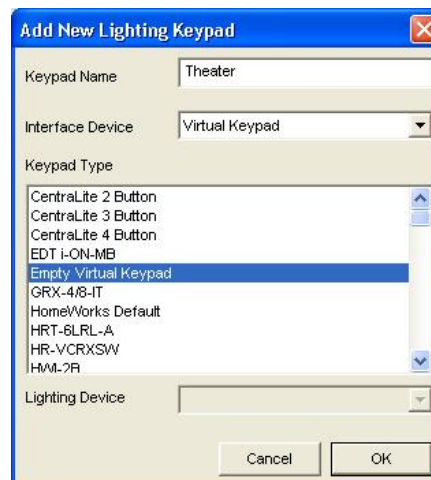 Add New Lighting Keypad
Keypad Name
Theater
Interface Device
Virtual Keypad
Keypad Type
CentraLite 2 Button
CentraLite 3 Button
CentraLite 4 Button
EDT i-ON-MB
Empty Virtual Keypad
GRX-4/8-IT
HomeWorks Default
HRT-6LRL-A
HR-VCRXSW
HWI-2B
Lighting Device
Cancel
OK